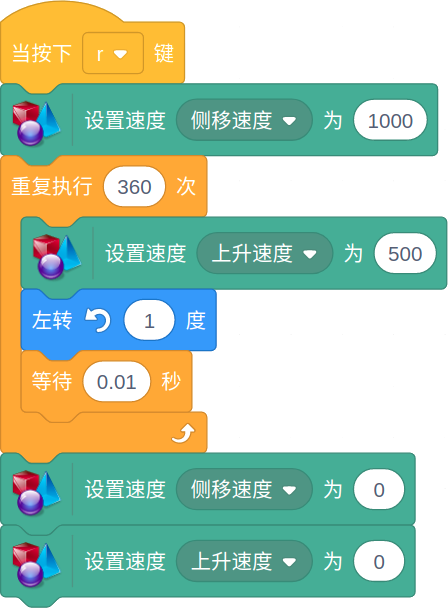 当按下 r 键
设置速度 侧移速度 为 1000
重复执行 360 次
设置速度 上升速度 为 500
左转 1 度
等待 0.01 秒
设置速度 侧移速度 为 0
设置速度 上升速度 为 0